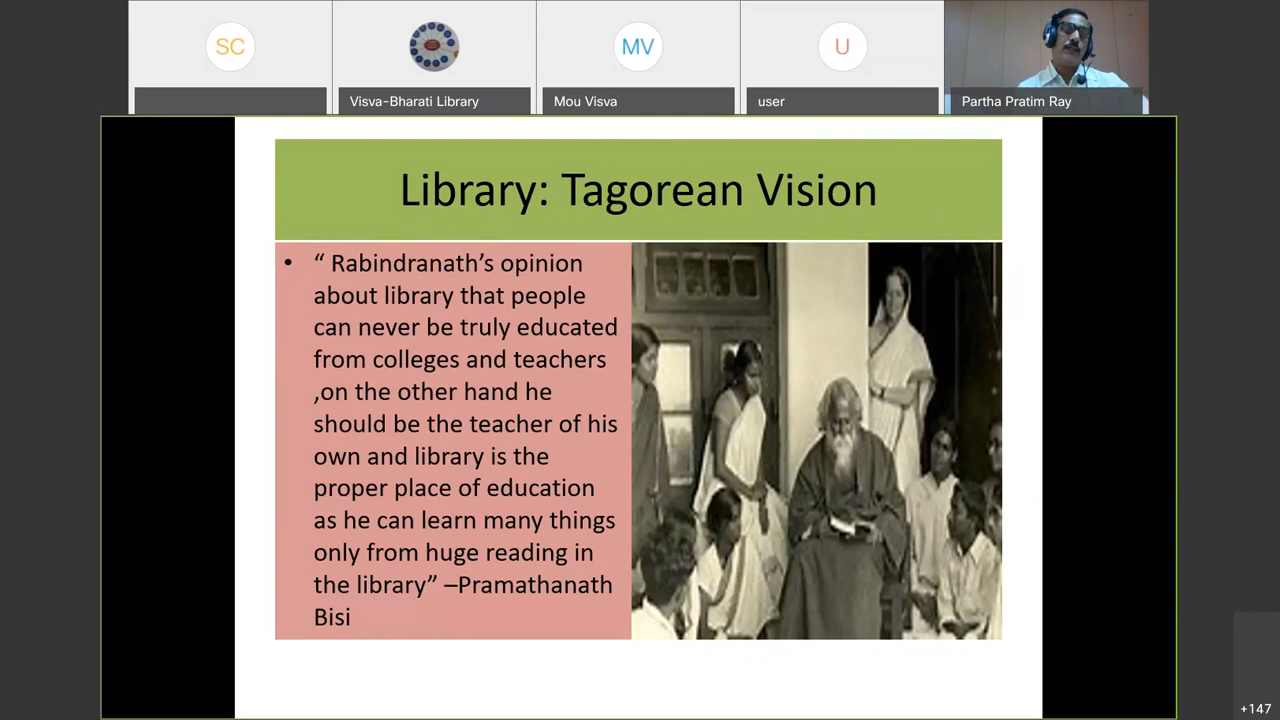 SC
MV
U
Visva-Bharati Library
Mou Visva
user
Partha Pratim Ray
Library: Tagorean Vision
• “ Rabindranath’s opinion
about library that people
can never be truly educated
from colleges and teachers
,on the other hand he
should be the teacher of his
own and library is the
proper place of education
as he can learn many things
only from huge reading in
the library” –Pramathanath
Bisi
+147